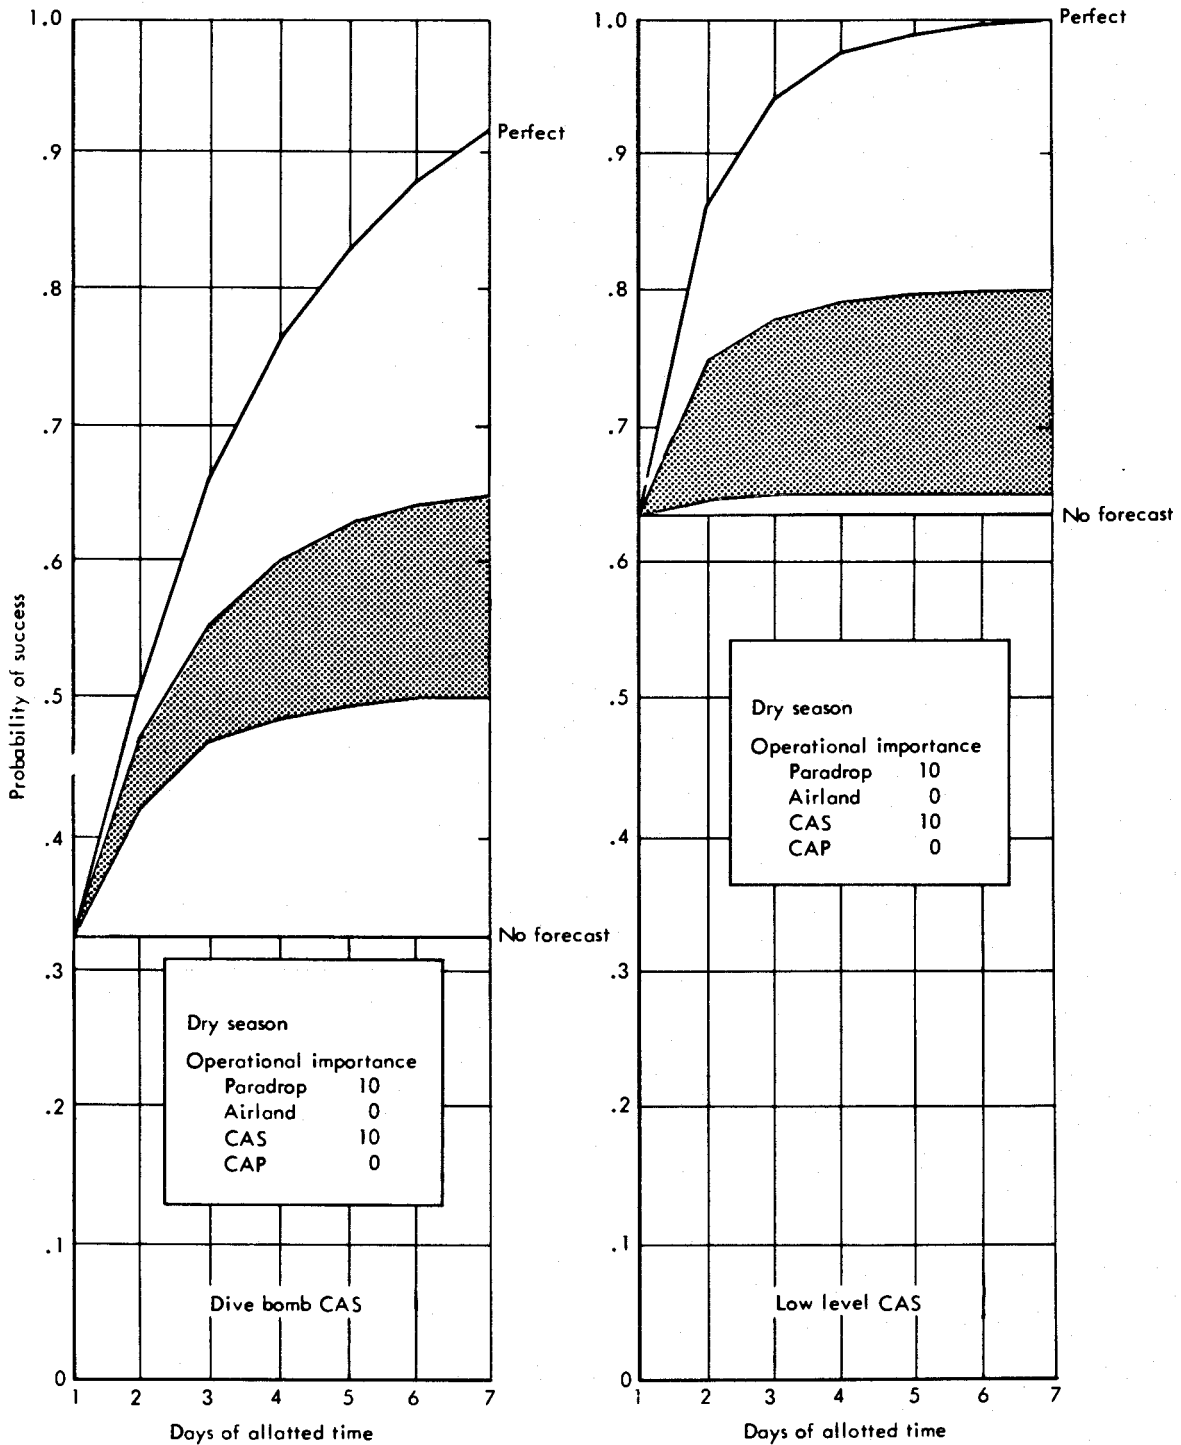 1.0
.9
.8
.7
.6
.5
.4
.3
.2
.1
0
Probability of success
Perfect
No forecast
Dry season
Operational importance
Paradrop 10
Airland 0
CAS 10
CAP 0
Dive bomb CAS
1 2 3 4 5 6 7
Days of allotted time
1.0
.9
.8
.7
.6
.5
.4
.3
.2
.1
0
Perfect
No forecast
Dry season
Operational importance
Paradrop 10
Airland 0
CAS 10
CAP 0
Low level CAS
1 2 3 4 5 6 7
Days of allotted time